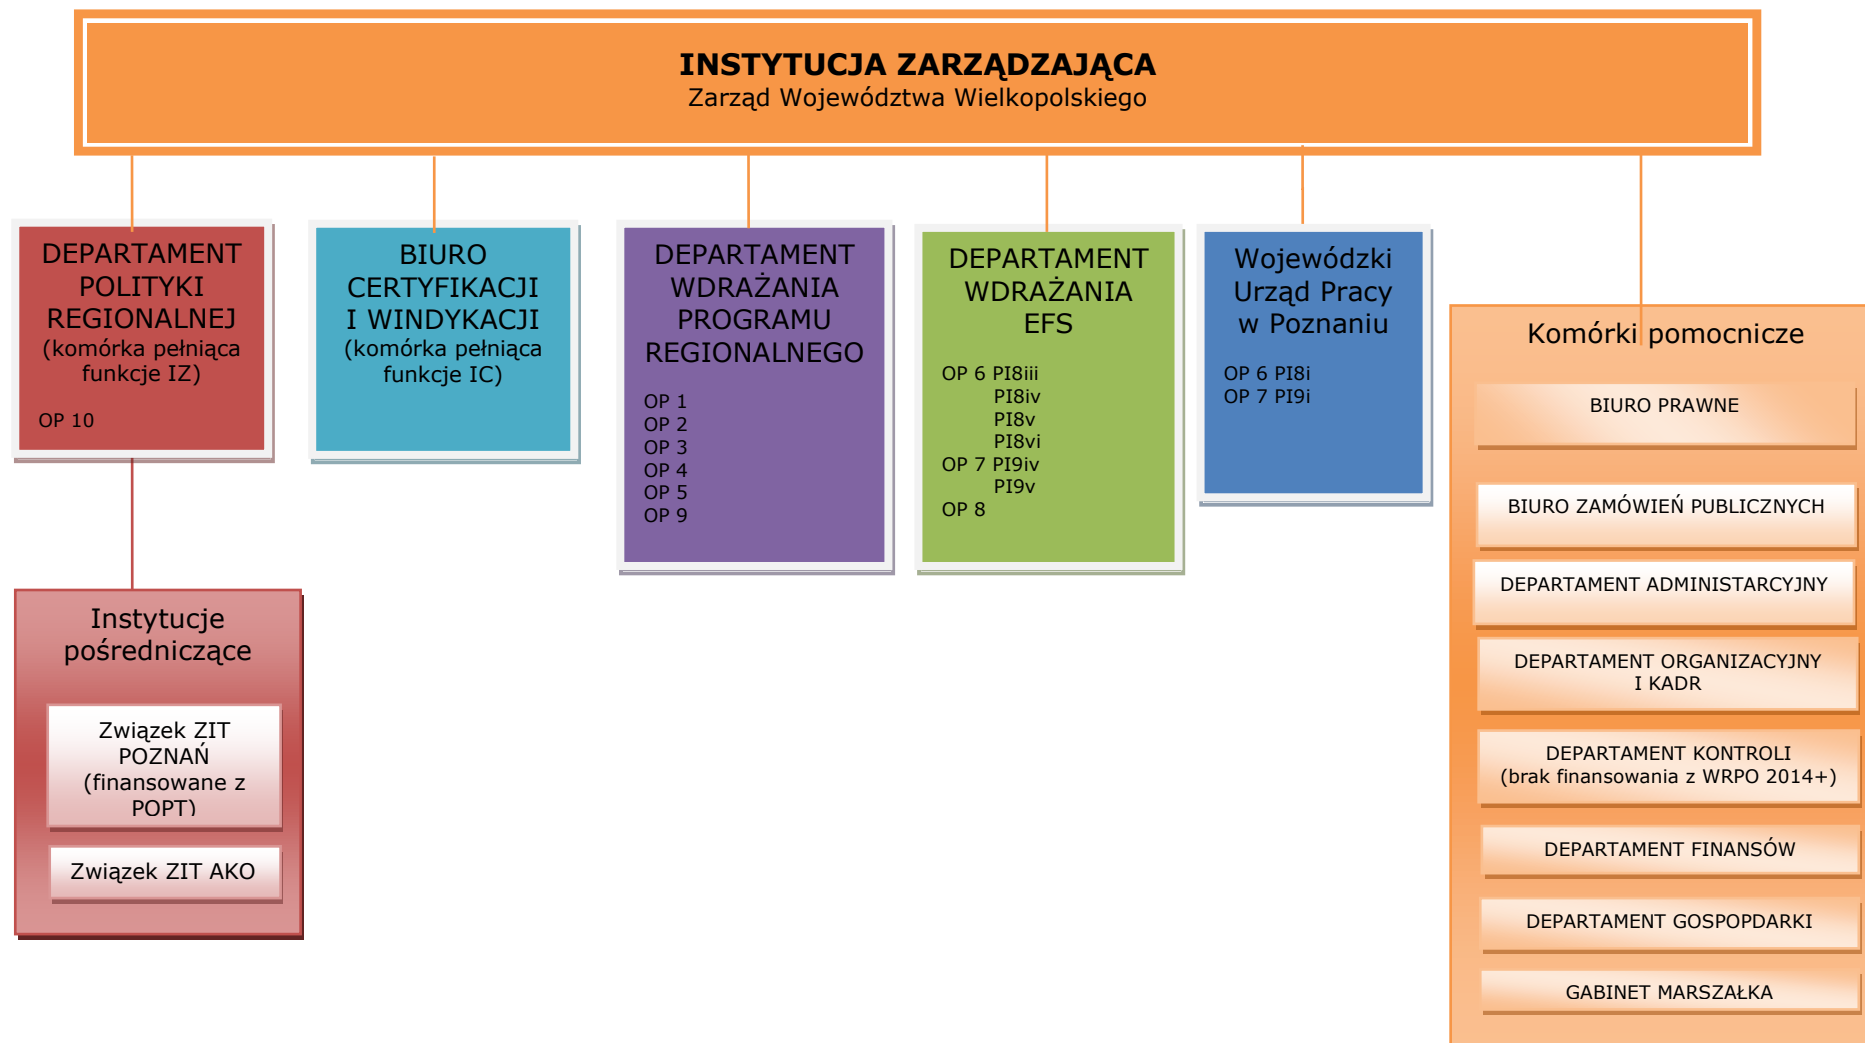 INSTYTUCJA ZARZĄDZAJĄCA
Zarząd Województwa Wielkopolskiego
DEPARTAMENT
POLITYKI
REGIONALNEJ
(komórka pełniąca
funkcje IZ)
OP 10
BIURO
CERTYFIKACJI
I WINDYKACJI
(komórka pełniąca
funkcje IC)
DEPARTAMENT
WDRAŻANIA
PROGRAMU
REGIONALNEGO
OP 1
OP 2
OP 3
OP 4
OP 5
OP 9
DEPARTAMENT
WDRAŻANIA
EFS
OP 6 PI8iii
PI8iv
PI8v
PI8vi
OP 7 PI9iv
PI9v
OP 8
Wojewódzki
Urząd Pracy
w Poznaniu
OP 6 PI8i
OP 7 PI9i
Komórki pomocnicze
BIURO PRAWNE
BIURO ZAMÓWIEŃ PUBLICZNYCH
DEPARTAMENT ADMINISTARCYJNY
DEPARTAMENT ORGANIZACYJNY
I KADR
DEPARTAMENT KONTROLI
(brak finansowania z WRPO 2014+)
DEPARTAMENT FINANSÓW
DEPARTAMENT GOSPOPDARKI
GABINET MARSZAŁKA
Instytucje
pośredniczące
Związek ZIT
POZNAŃ
(finansowane z
POPT)
Związek ZIT AKO